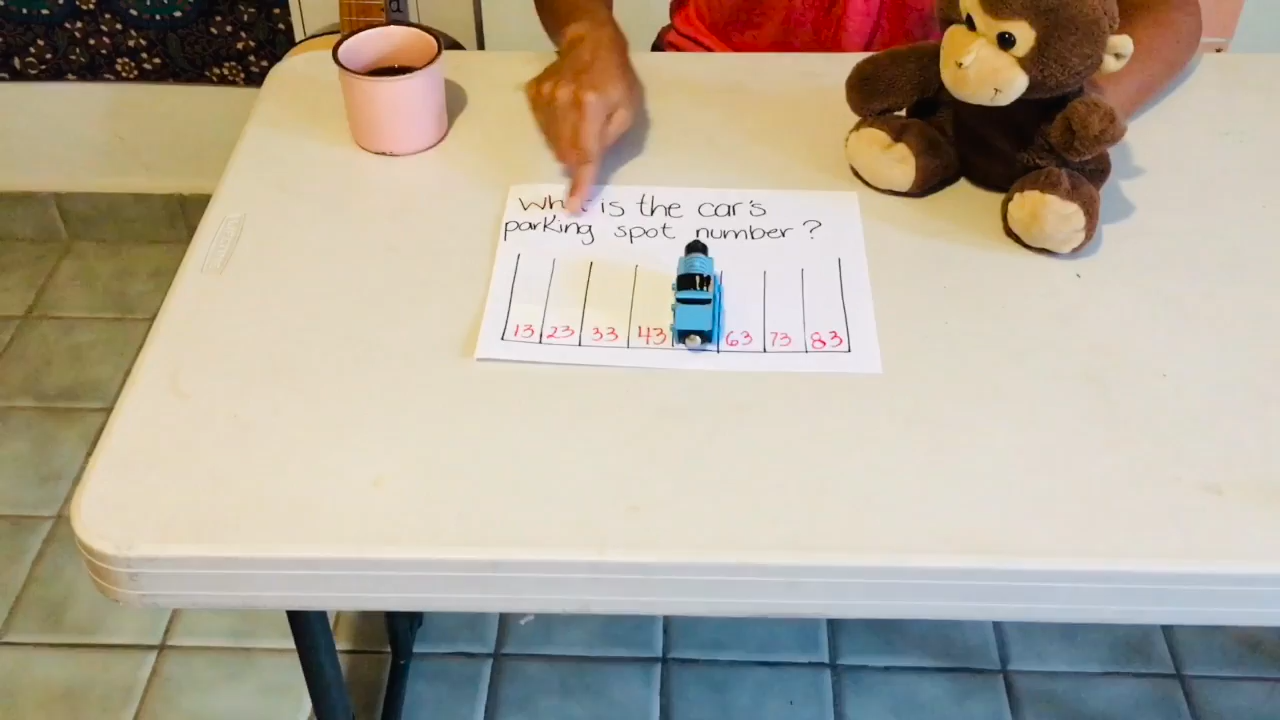 is the car's
parking spot number ?
13 23 33 43 63 73 83